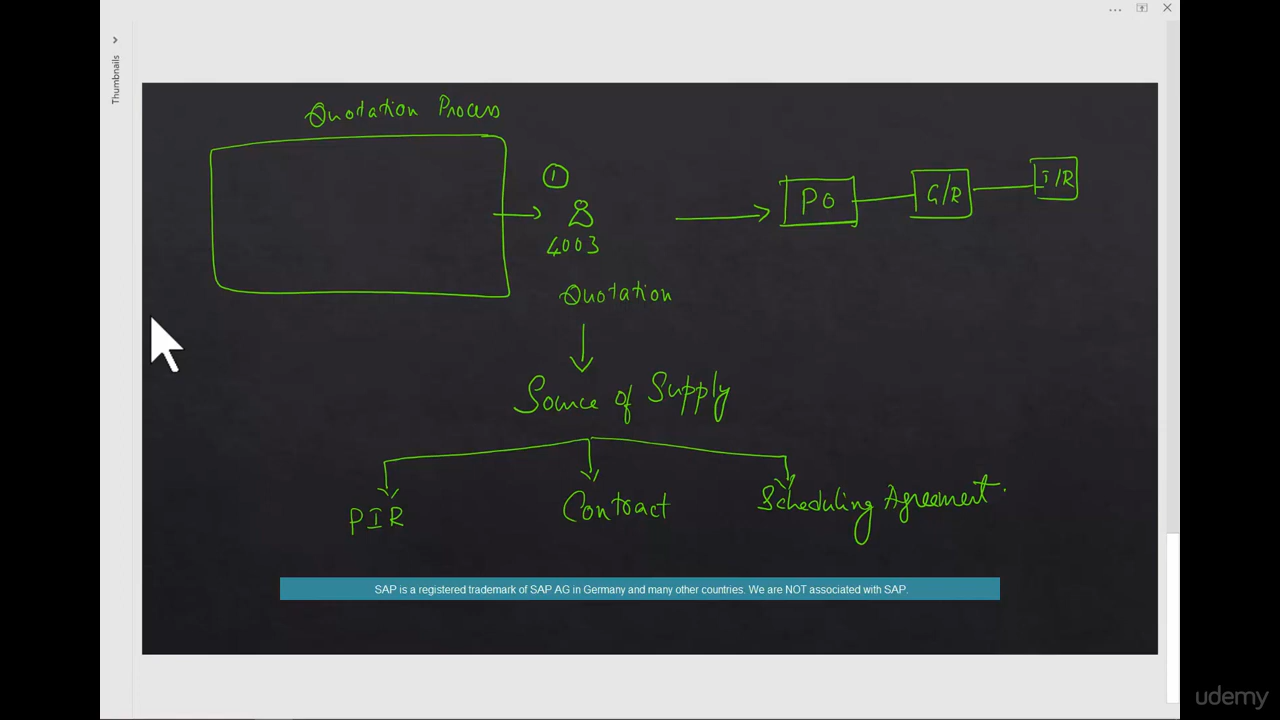 Thumbnails
Quotation Process
1
4003
Quotation
PO
G/R
I/R
Source of Supply
PIR
Contract
Scheduling Agreement.
SAP is a registered trademark of SAP AG in Germany and many other countries. We are NOT associated with SAP.
udemy